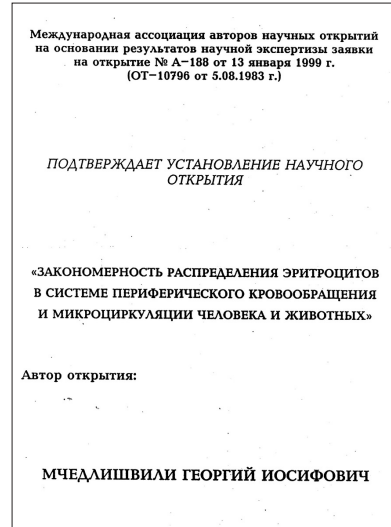 Международная ассоциация авторов научных открытий
на основании результатов научной экспертизы заявки
на открытие № А–188 от 13 января 1999 г.
(ОТ–10796 от 5.08.1983 г.)
ПОДТВЕРЖДАЕТ УСТАНОВЛЕНИЕ НАУЧНОГО
ОТКРЫТИЯ
«ЗАКОНОМЕРНОСТЬ РАСПРЕДЕЛЕНИЯ ЭРИТРОЦИТОВ
В СИСТЕМЕ ПЕРИФЕРИЧЕСКОГО КРОВООБРАЩЕНИЯ
И МИКРОЦИРКУЛЯЦИИ ЧЕЛОВЕКА И ЖИВОТНЫХ»
Автор открытия:
МЧЕДЛИШВИЛИ ГЕОРГИЙ ИОСИФОВИЧ